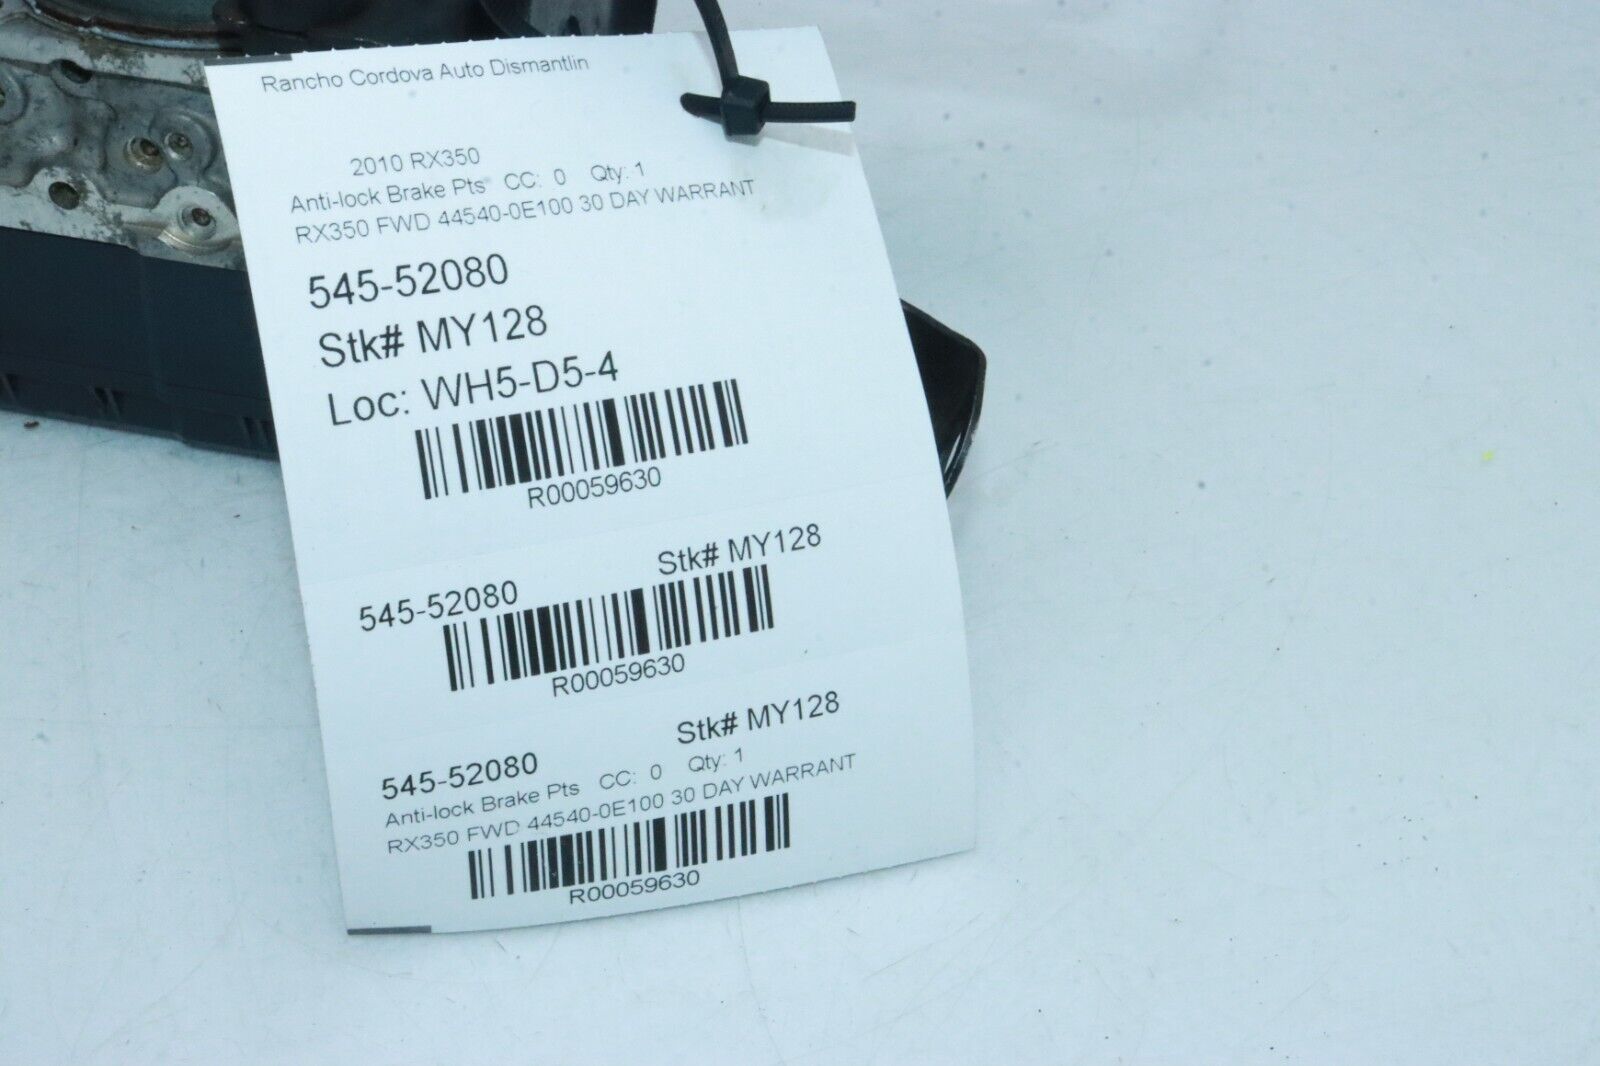 Rancho Cordova Auto Dismantlin
2010 RX350
Anti-lock Brake Pts CC: 0 Qty: 1
RX350 FWD 44540-0E100 30 DAY WARRANT
545-52080
Stk# MY128
Loc: WH5-D5-4
R00059630
545-52080 Stk# MY128
R00059630
545-52080 Stk# MY128
Anti-lock Brake Pts CC: 0 Qty: 1
RX350 FWD 44540-0E100 30 DAY WARRANT
R00059630